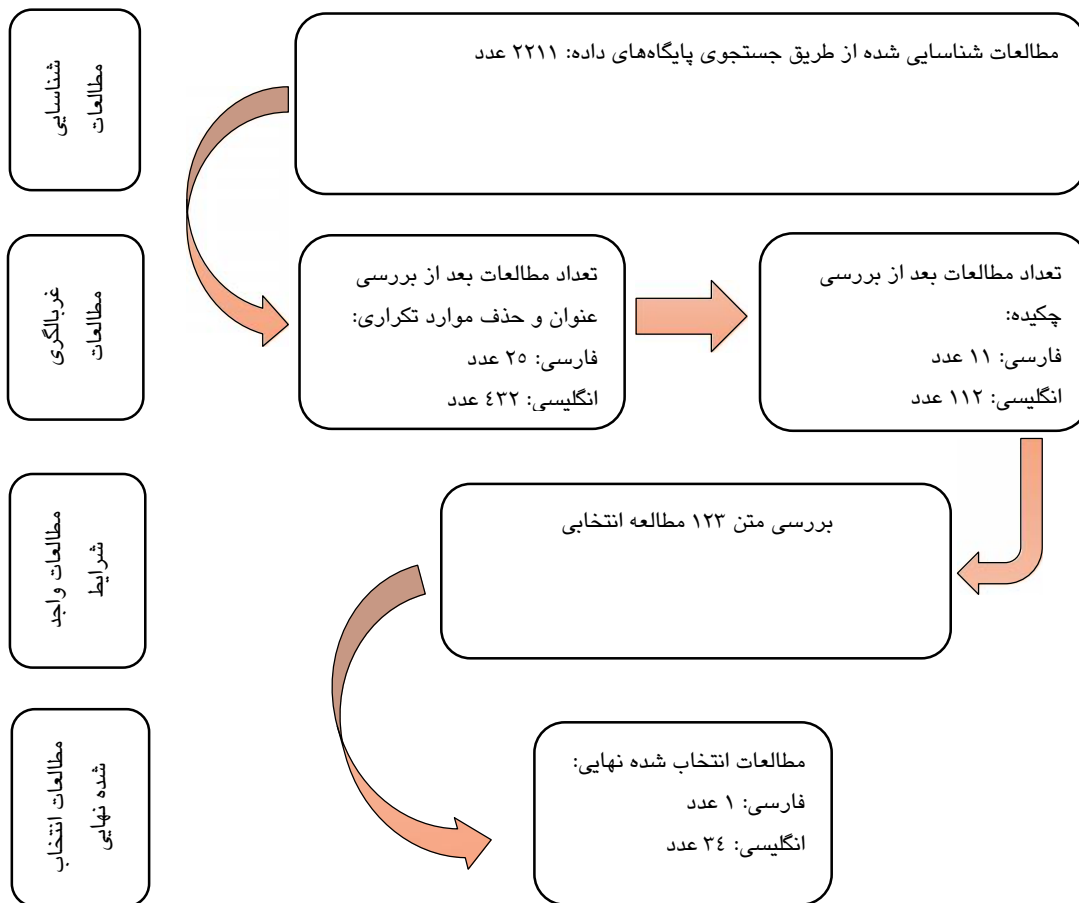 مطالعات شناسایی شده از طریق جستجوی پایگاه‌های داده: ۲۲۱۱ عدد
شناسایی
مطالعات
تعداد مطالعات بعد از بررسی
چکیده:
فارسی: ۱۱ عدد
انگلیسی: ۱۱۲ عدد
تعداد مطالعات بعد از بررسی
عنوان و حذف موارد تکراری:
فارسی: ۲٥ عدد
انگلیسی: ٤۳۲ عدد
غربالگری
مطالعات
بررسی متن ۱۲۳ مطالعه انتخابی
مطالعات واجد
شرایط
مطالعات انتخاب شده نهایی:
فارسی: ۱ عدد
انگلیسی: ۳٤ عدد
مطالعات انتخاب
شده نهایی